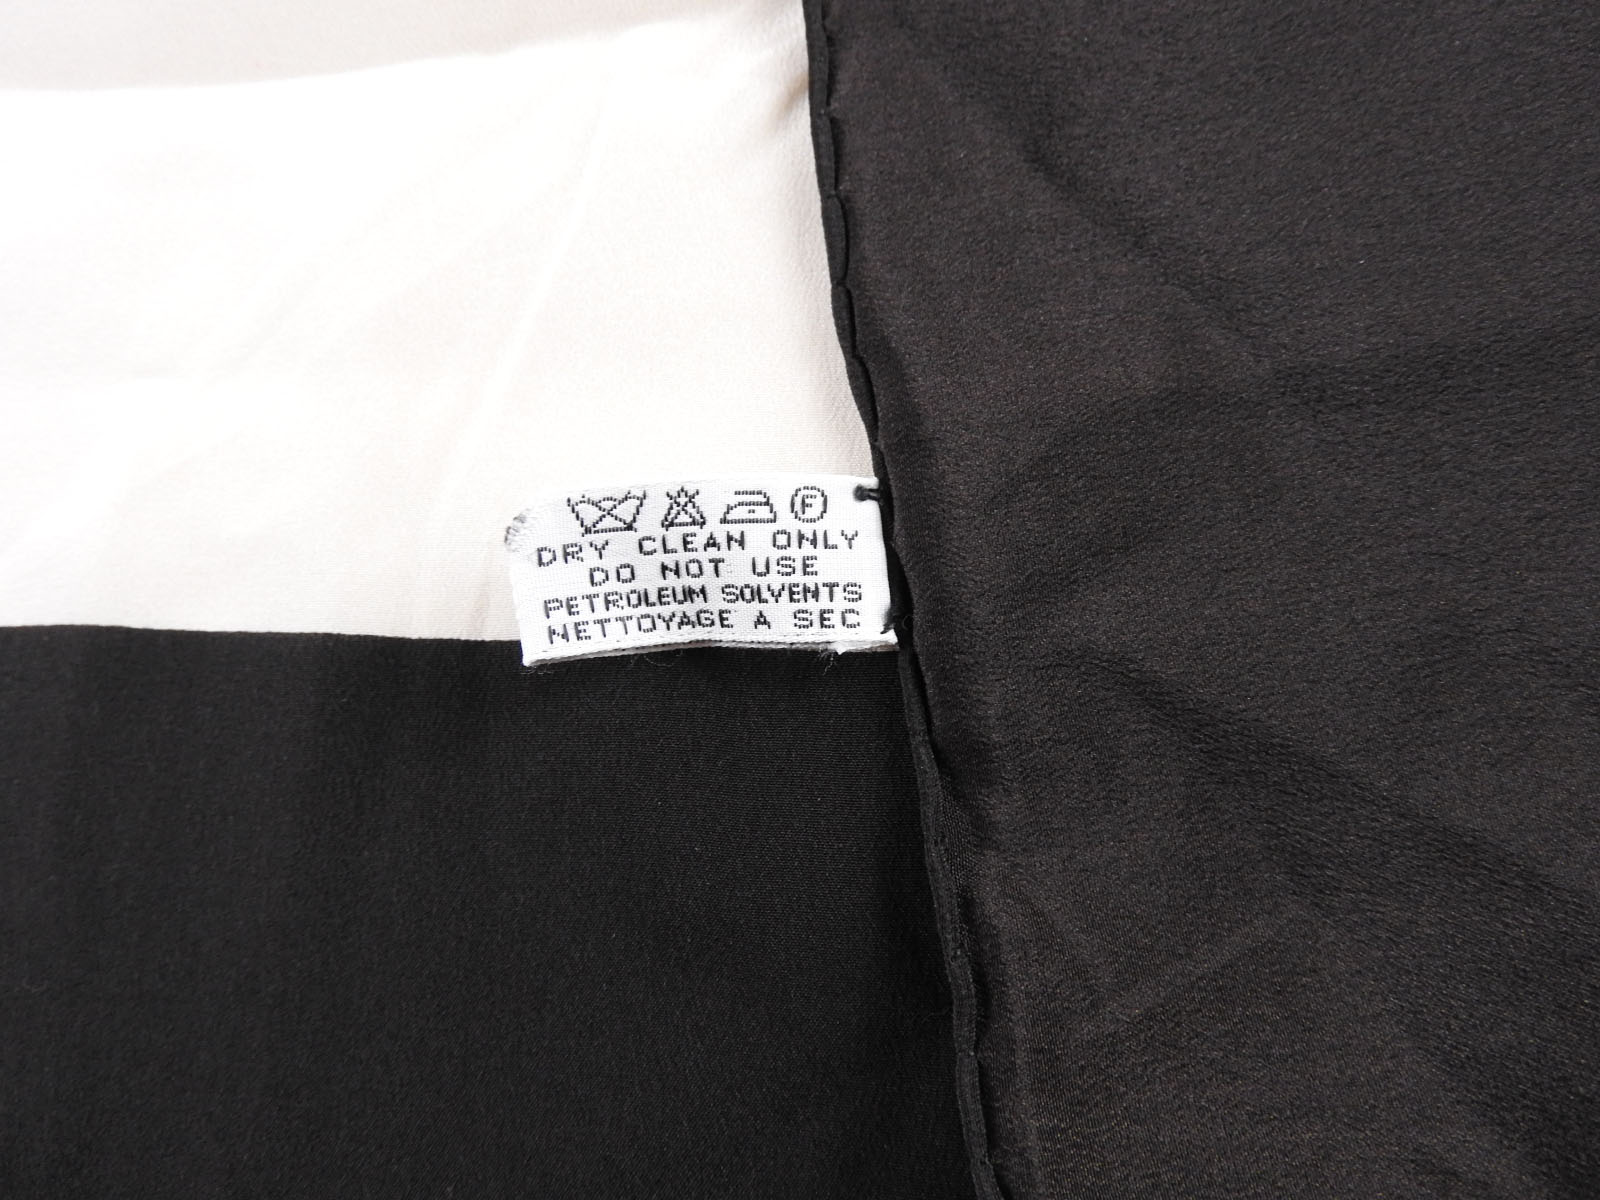 F
DRY CLEAN ONLY
DO NOT USE
PETROLEUM SOLVENTS
NETTOYAGE A SEC